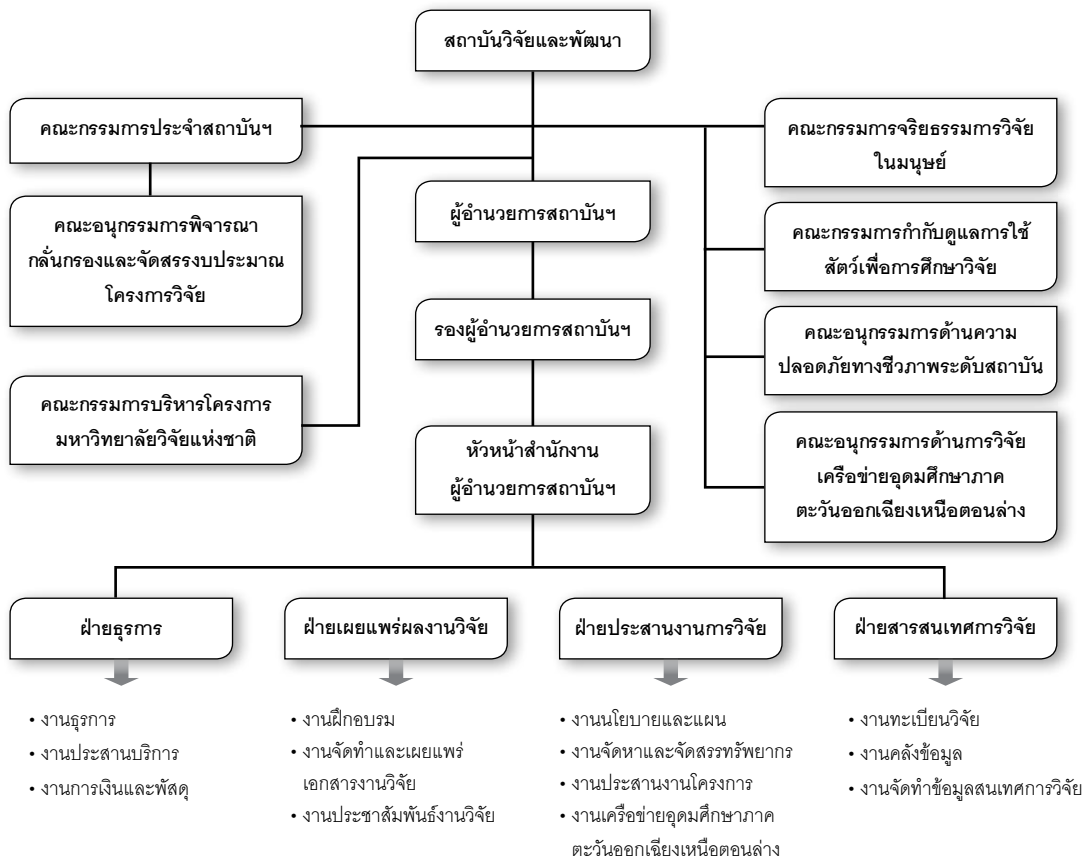 สถาบันวิจัยและพัฒนา
คณะกรรมการประจำสถาบันฯ
คณะกรรมการจริยธรรมการวิจัย
ในมนุษย์
คณะอนุกรรมการพิจารณา
กลั่นกรองและจัดสรรงบประมาณ
โครงการวิจัย
ผู้อำนวยการสถาบันฯ
คณะกรรมการกำกับดูแลการใช้
สัตว์เพื่อการศึกษาวิจัย
รองผู้อำนวยการสถาบันฯ
คณะอนุกรรมการด้านความ
ปลอดภัยทางชีวภาพระดับสถาบัน
คณะกรรมการบริหารโครงการ
มหาวิทยาลัยวิจัยแห่งชาติ
หัวหน้าสำนักงาน
ผู้อำนวยการสถาบันฯ
คณะอนุกรรมการด้านการวิจัย
เครือข่ายอุดมศึกษาภาค
ตะวันออกเฉียงเหนือตอนล่าง
ฝ่ายธุรการ
• งานธุรการ
• งานประสานบริการ
• งานการเงินและพัสดุ
ฝ่ายเผยแพร่ผลงานวิจัย
• งานฝึกอบรม
• งานจัดทำและเผยแพร่
เอกสารงานวิจัย
• งานประชาสัมพันธ์งานวิจัย
ฝ่ายประสานงานการวิจัย
• งานนโยบายและแผน
• งานจัดหาและจัดสรรทรัพยากร
• งานประสานงานโครงการ
• งานเครือข่ายอุดมศึกษาภาค
ตะวันออกเฉียงเหนือตอนล่าง
ฝ่ายสารสนเทศการวิจัย
• งานทะเบียนวิจัย
• งานคลังข้อมูล
• งานจัดทำข้อมูลสนเทศการวิจัย